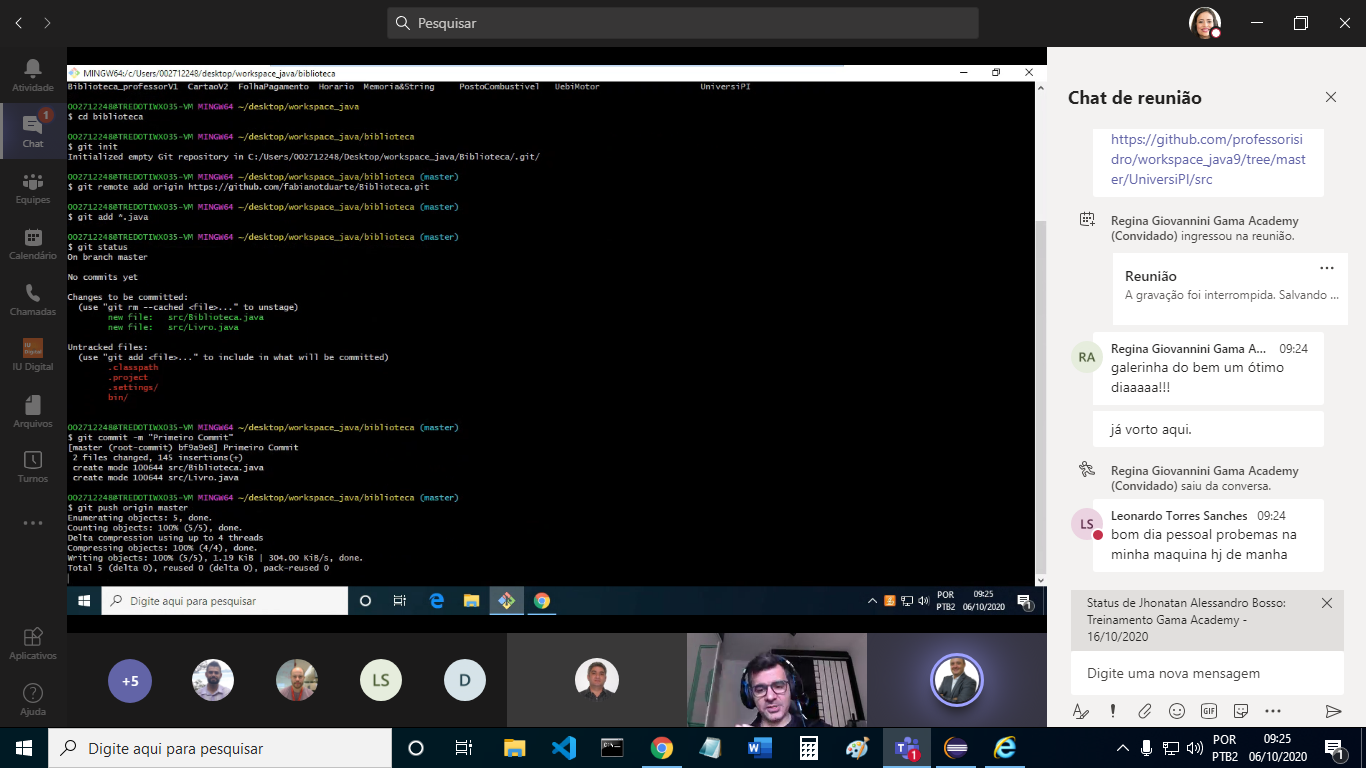 Pesquisar
Atividade
Chat
1
Equipes
Calendário
Chamadas
IU Digital
Arquivos
Turnos
Aplicativos
Ajuda
MINGW64:/c/Users/002712248/desktop/workspace_java/biblioteca
Biblioteca_professorV1 CartaoV2 FolhaPagamento Horario Memoria&String PostoCombustivel UebiMotor UniversiPI
002712248@TREDDTIWX035-VM MINGW64 ~/desktop/workspace_java
$ cd biblioteca
002712248@TREDDTIWX035-VM MINGW64 ~/desktop/workspace_java/biblioteca
$ git init
Initialized empty Git repository in C:/Users/002712248/Desktop/workspace_java/Biblioteca/.git/
002712248@TREDDTIWX035-VM MINGW64 ~/desktop/workspace_java/biblioteca (master)
$ git remote add origin https://github.com/fabianotduarte/Biblioteca.git
002712248@TREDDTIWX035-VM MINGW64 ~/desktop/workspace_java/biblioteca (master)
$ git add *.java
002712248@TREDDTIWX035-VM MINGW64 ~/desktop/workspace_java/biblioteca (master)
$ git status
On branch master
No commits yet
Changes to be committed:
(use "git rm --cached <file>..." to unstage)
new file: src/Biblioteca.java
new file: src/Livro.java
Untracked files:
(use "git add <file>..." to include in what will be committed)
.classpath
.project
.settings/
bin/
002712248@TREDDTIWX035-VM MINGW64 ~/desktop/workspace_java/biblioteca (master)
$ git commit -m "Primeiro Commit"
[master (root-commit) bf9a9e8] Primeiro Commit
2 files changed, 145 insertions(+)
create mode 100644 src/Biblioteca.java
create mode 100644 src/Livro.java
002712248@TREDDTIWX035-VM MINGW64 ~/desktop/workspace_java/biblioteca (master)
$ git push origin master
Enumerating objects: 5, done.
Counting objects: 100% (5/5), done.
Delta compression using up to 4 threads
Compressing objects: 100% (4/4), done.
Writing objects: 100% (5/5), 1.19 KiB | 304.00 KiB/s, done.
Total 5 (delta 0), reused 0 (delta 0), pack-reused 0
Digite aqui para pesquisar
POR
PTB2
09:25
06/10/2020
1
+5
LS
D
Chat de reunião
https://github.com/professorisi
dro/workspace_java9/tree/mast
er/UniversiPI/src
Regina Giovannini Gama Academy
(Convidado) ingressou na reunião.
Reunião
A gravação foi interrompida. Salvando ...
RA
Regina Giovannini Gama A... 09:24
galerinha do bem um ótimo
diaaaaa!!!
já vorto aqui.
Regina Giovannini Gama Academy
(Convidado) saiu da conversa.
LS
Leonardo Torres Sanches 09:24
bom dia pessoal probemas na
minha maquina hj de manha
Status de Jhonatan Alessandro Bosso:
Treinamento Gama Academy -
16/10/2020
Digite uma nova mensagem
GIF
Digite aqui para pesquisar
1
POR
PTB2
09:25
06/10/2020
1